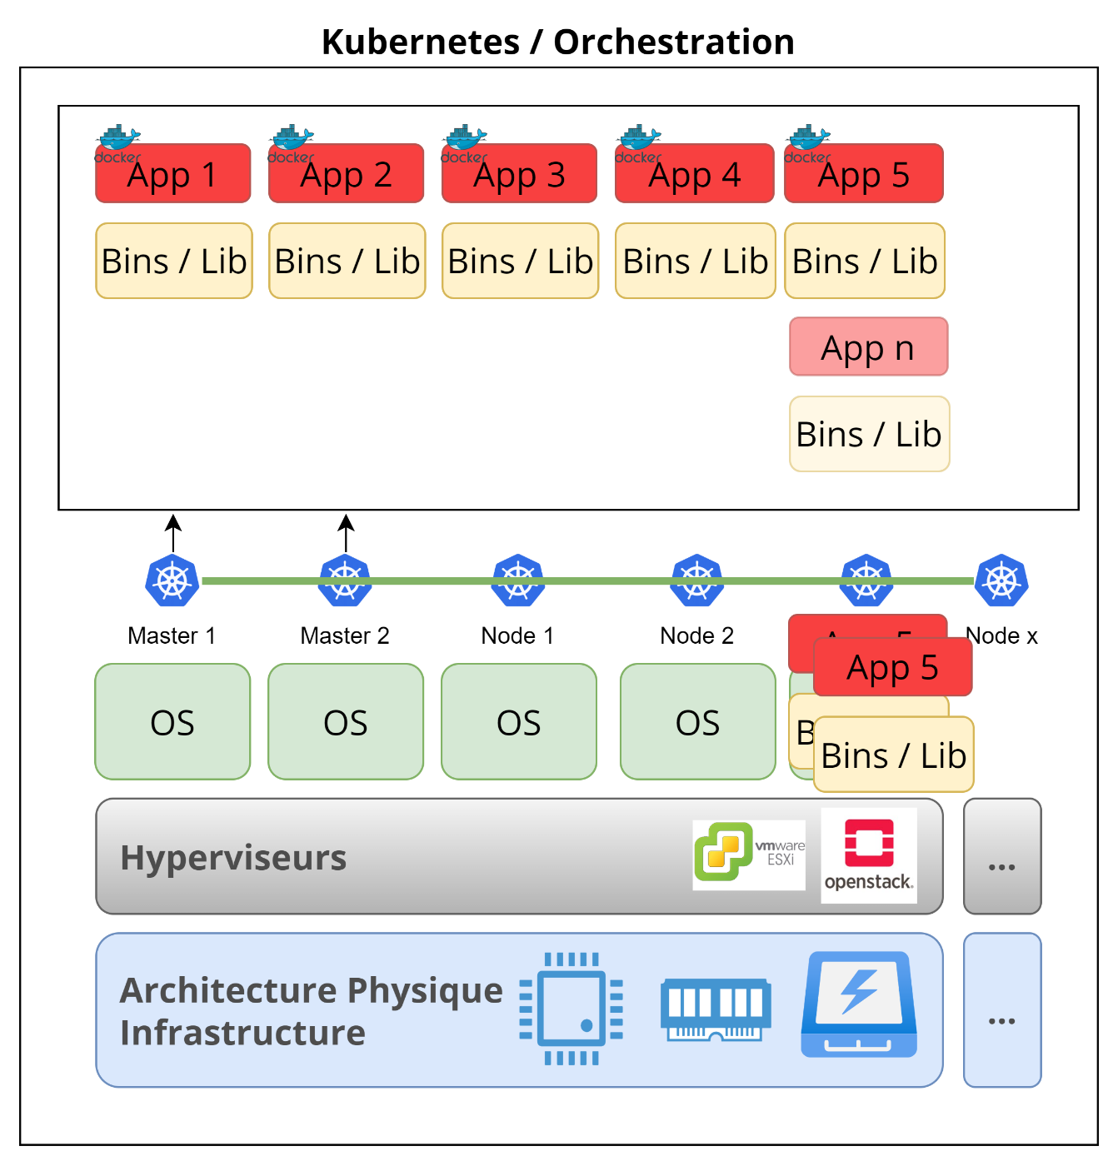 Kubernetes / Orchestration
docker docker docker docker docker
App 1 App 2 App 3 App 4 App 5
Bins / Lib Bins / Lib Bins / Lib Bins / Lib Bins / Lib
App n
Bins / Lib
Master 1 Master 2 Node 1 Node 2 Node x
App 5
OS OS OS OS
Bins / Lib
Hyperviseurs
vmware
ESXi
openstack.
...
Architecture Physique
Infrastructure
...